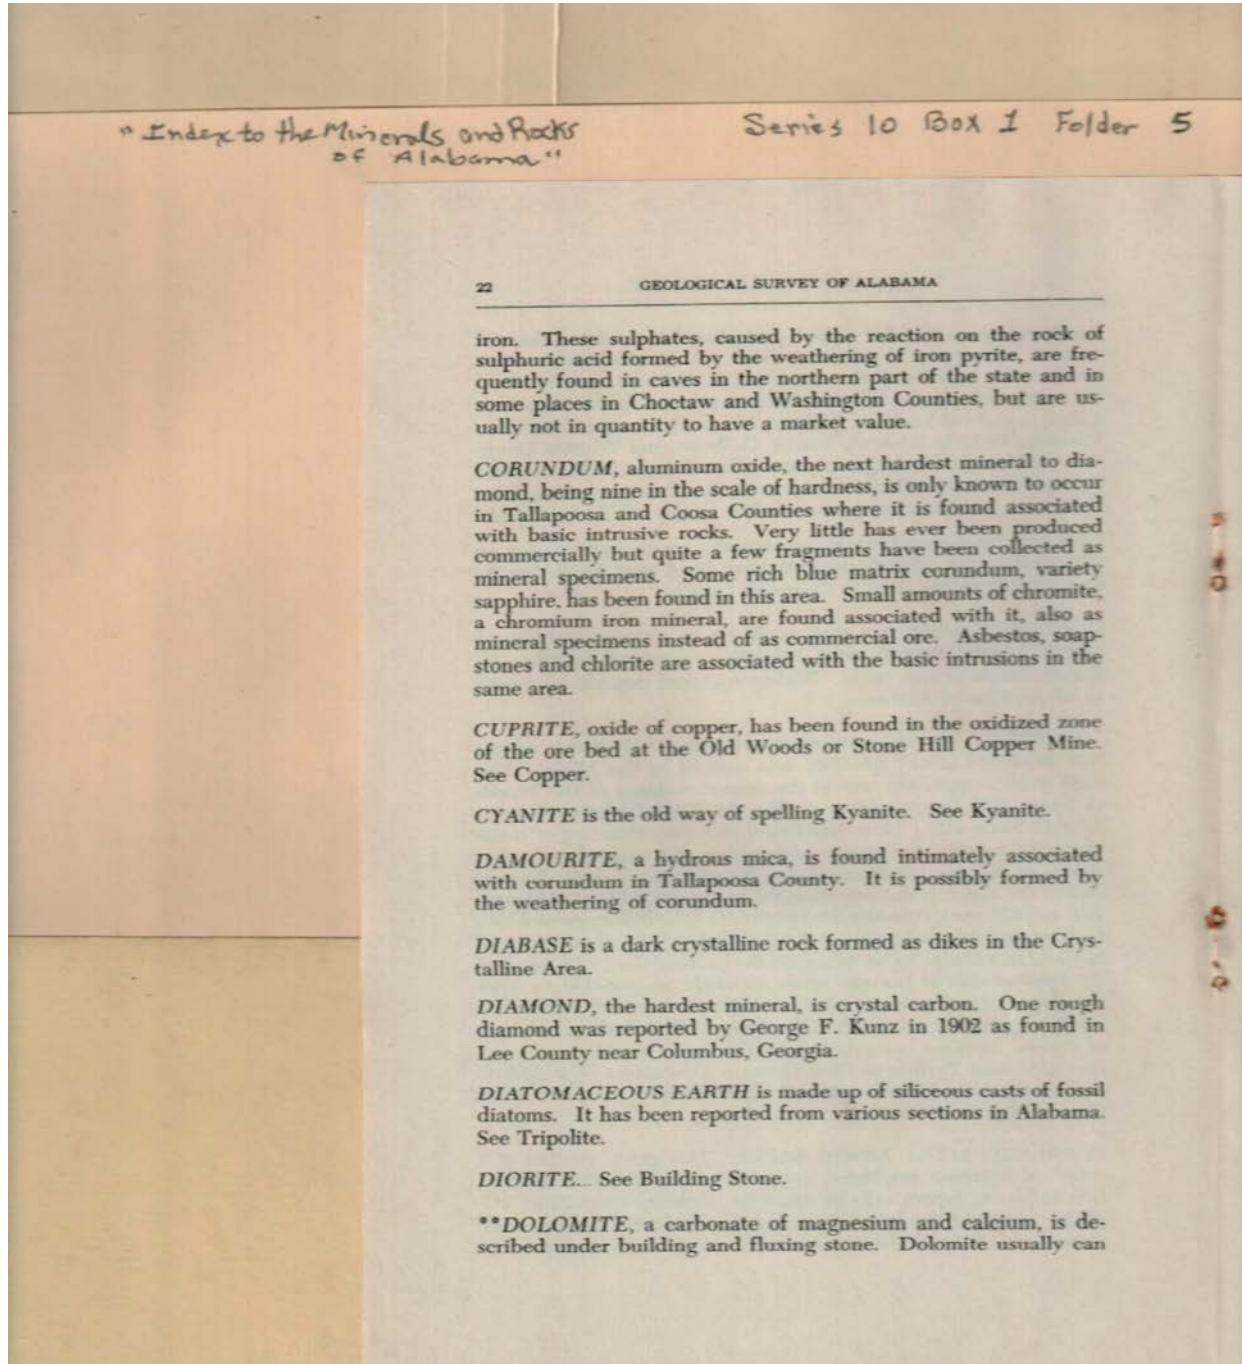 "Index to the Minerals and Rocks
of Alabama"
Series 10 Box 1 Folder 5
22 GEOLOGICAL SURVEY OF ALABAMA
iron. These sulphates, caused by the reaction on the rock of
sulphuric acid formed by the weathering of iron pyrite, are fre-
quently found in caves in the northern part of the state and in
some places in Choctaw and Washington Counties, but are us-
ually not in quantity to have a market value.
CORUNDUM, aluminum oxide, the next hardest mineral to dia-
mond, being nine in the scale of hardness, is only known to occur
in Tallapoosa and Coosa Counties where it is found associated
with basic intrusive rocks. Very little has ever been produced
commercially but quite a few fragments have been collected as
mineral specimens. Some rich blue matrix corundum, variety
sapphire, has been found in this area. Small amounts of chromite,
a chromium iron mineral, are found associated with it, also as
mineral specimens instead of as commercial ore. Asbestos, soap-
stones and chlorite are associated with the basic intrusions in the
same area.
CUPRITE, oxide of copper, has been found in the oxidized zone
of the ore bed at the Old Woods or Stone Hill Copper Mine.
See Copper.
CYANITE is the old way of spelling Kyanite. See Kyanite.
DAMOURITE, a hydrous mica, is found intimately associated
with corundum in Tallapoosa County. It is possibly formed by
the weathering of corundum.
DIABASE is a dark crystalline rock formed as dikes in the Crys-
talline Area.
DIAMOND, the hardest mineral, is crystal carbon. One rough
diamond was reported by George F. Kunz in 1902 as found in
Lee County near Columbus, Georgia.
DIATOMACEOUS EARTH is made up of siliceous casts of fossil
diatoms. It has been reported from various sections in Alabama.
See Tripolite.
DIORITE... See Building Stone.
**DOLOMITE, a carbonate of magnesium and calcium, is de-
scribed under building and fluxing stone. Dolomite usually can